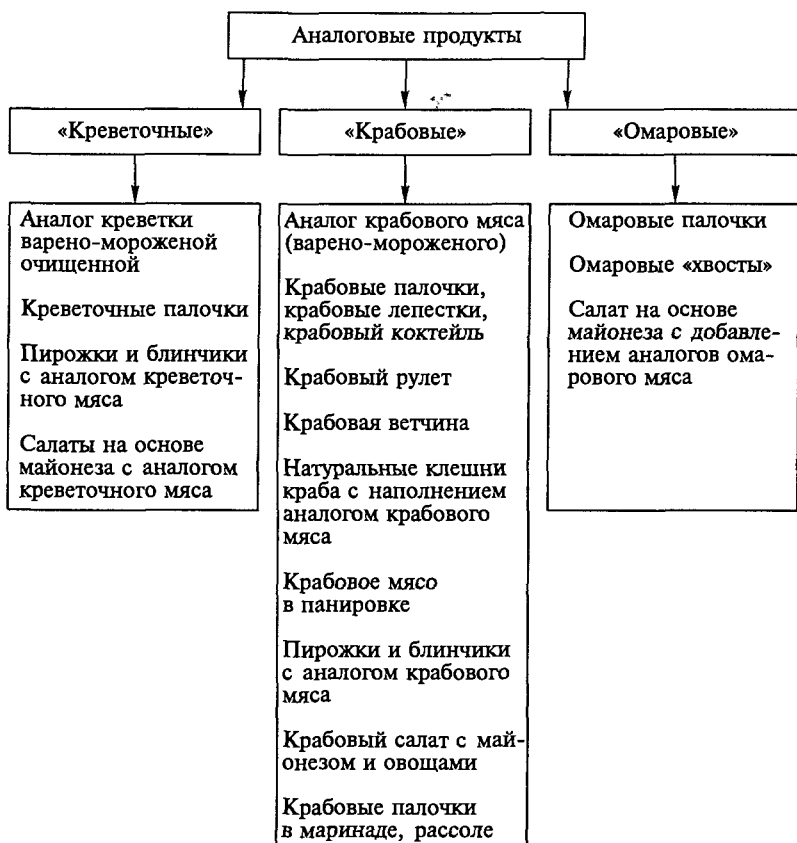 Аналоговые продукты
«Креветочные»
«Крабовые»
«Омаровые»
Аналог креветки
варено-мороженой
очищенной
Креветочные палочки
Пирожки и блинчики
с аналогом креветоч-
ного мяса
Салаты на основе
майонеза с аналогом
креветочного мяса
Аналог крабового мяса
(варено-мороженого)
Крабовые палочки,
крабовые лепестки,
крабовый коктейль
Крабовый рулет
Крабовая ветчина
Натуральные клешни
краба с наполнением
аналогом крабового
мяса
Крабовое мясо
в панировке
Пирожки и блинчики
с аналогом крабового
мяса
Крабовый салат с май-
онезом и овощами
Крабовые палочки
в маринаде, рассоле
Омаровые палочки
Омаровые «хвосты»
Салат на основе
майонеза с добавле-
нием аналогов ома-
рового мяса